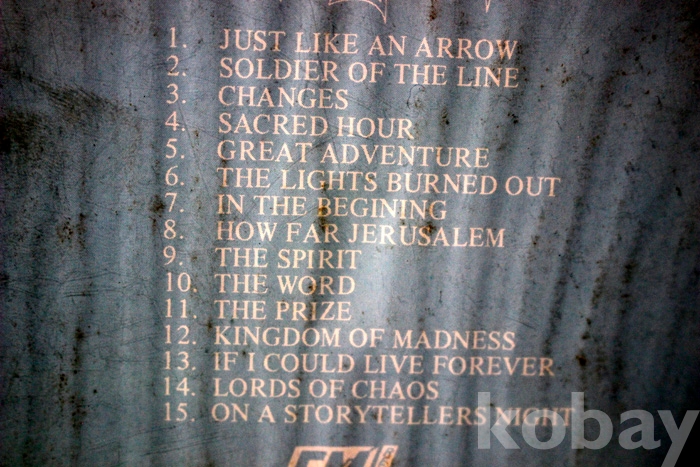 1. JUST LIKE AN ARROW
2. SOLDIER OF THE LINE
3. CHANGES
4. SACRED HOUR
5. GREAT ADVENTURE
6. THE LIGHTS BURNED OUT
7. IN THE BEGINING
8. HOW FAR JERUSALEM
9. THE SPIRIT
10. THE WORD
11. THE PRIZE
12. KINGDOM OF MADNESS
13. IF I COULD LIVE FOREVER
14. LORDS OF CHAOS
15. ON A STORYTELLERS NIGHT
kobay